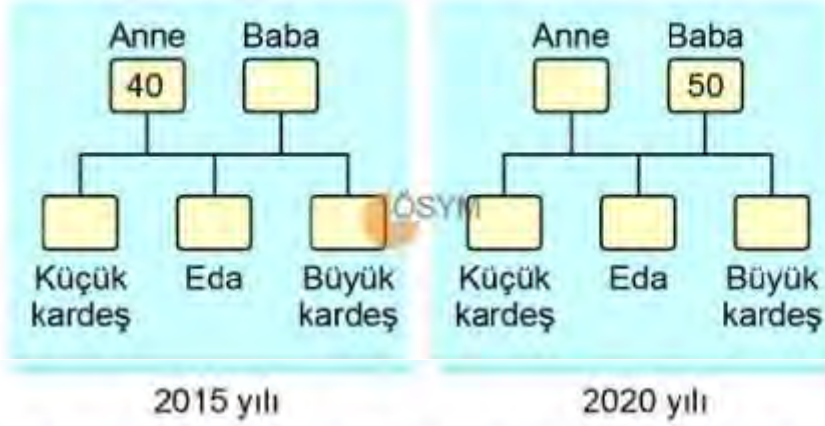 Anne Baba
40
Küçük kardeş
Eda
Büyük kardeş
2015 yılı
ÖSYM
Anne Baba
50
Küçük kardeş
Eda
Büyük kardeş
2020 yılı